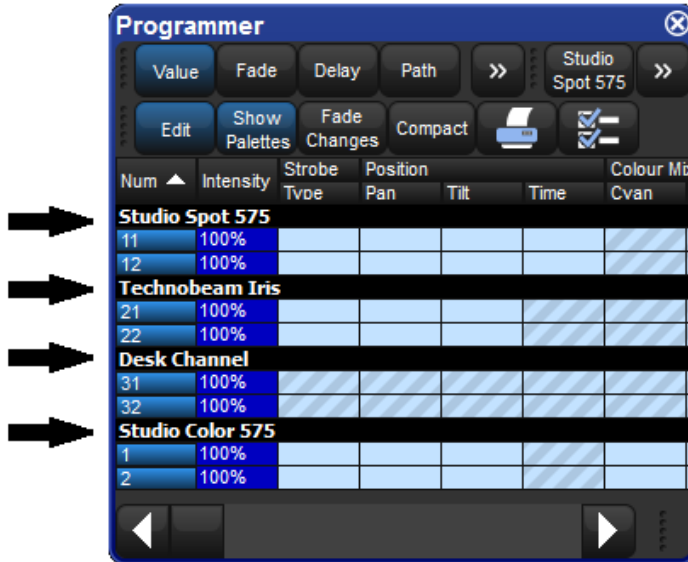 Programmer
Value Fade Delay Path » Studio Spot 575 »
Edit Show Palettes Fade Changes Compact
Num Intensity Strobe Position Colour Mix
Type Pan Tilt Time Cyan
Studio Spot 575
11 100%
12 100%
Technobeam Iris
21 100%
22 100%
Desk Channel
31 100%
32 100%
Studio Color 575
1 100%
2 100%